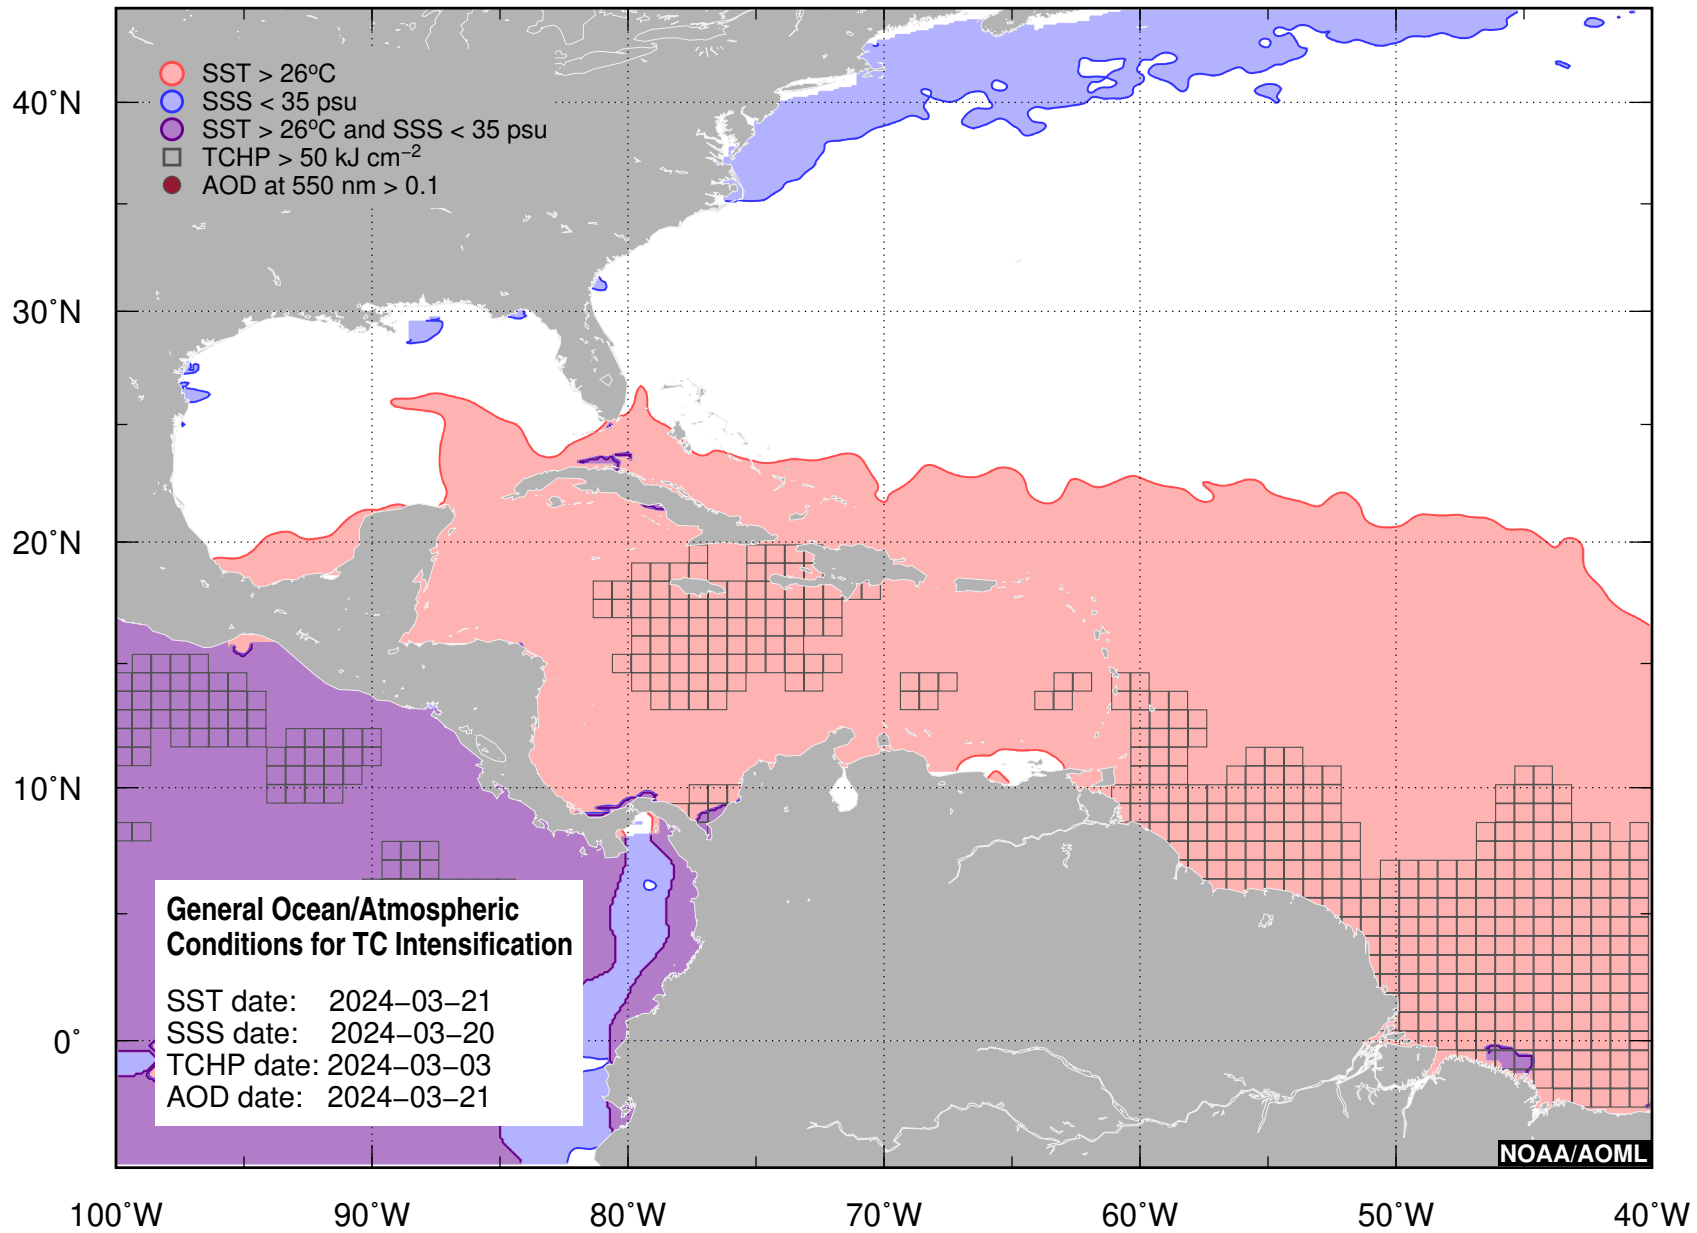 SST > 26ºC
SSS < 35 psu
SST > 26ºC and SSS < 35 psu
TCHP > 50 kJ cm⁻²
AOD at 550 nm > 0.1
40˚N
30˚N
20˚N
10˚N
0˚
General Ocean/Atmospheric
Conditions for TC Intensification
SST date: 2024−03−21
SSS date: 2024−03−20
TCHP date: 2024−03−03
AOD date: 2024−03−21
NOAA/AOML
100˚W 90˚W 80˚W 70˚W 60˚W 50˚W 40˚W